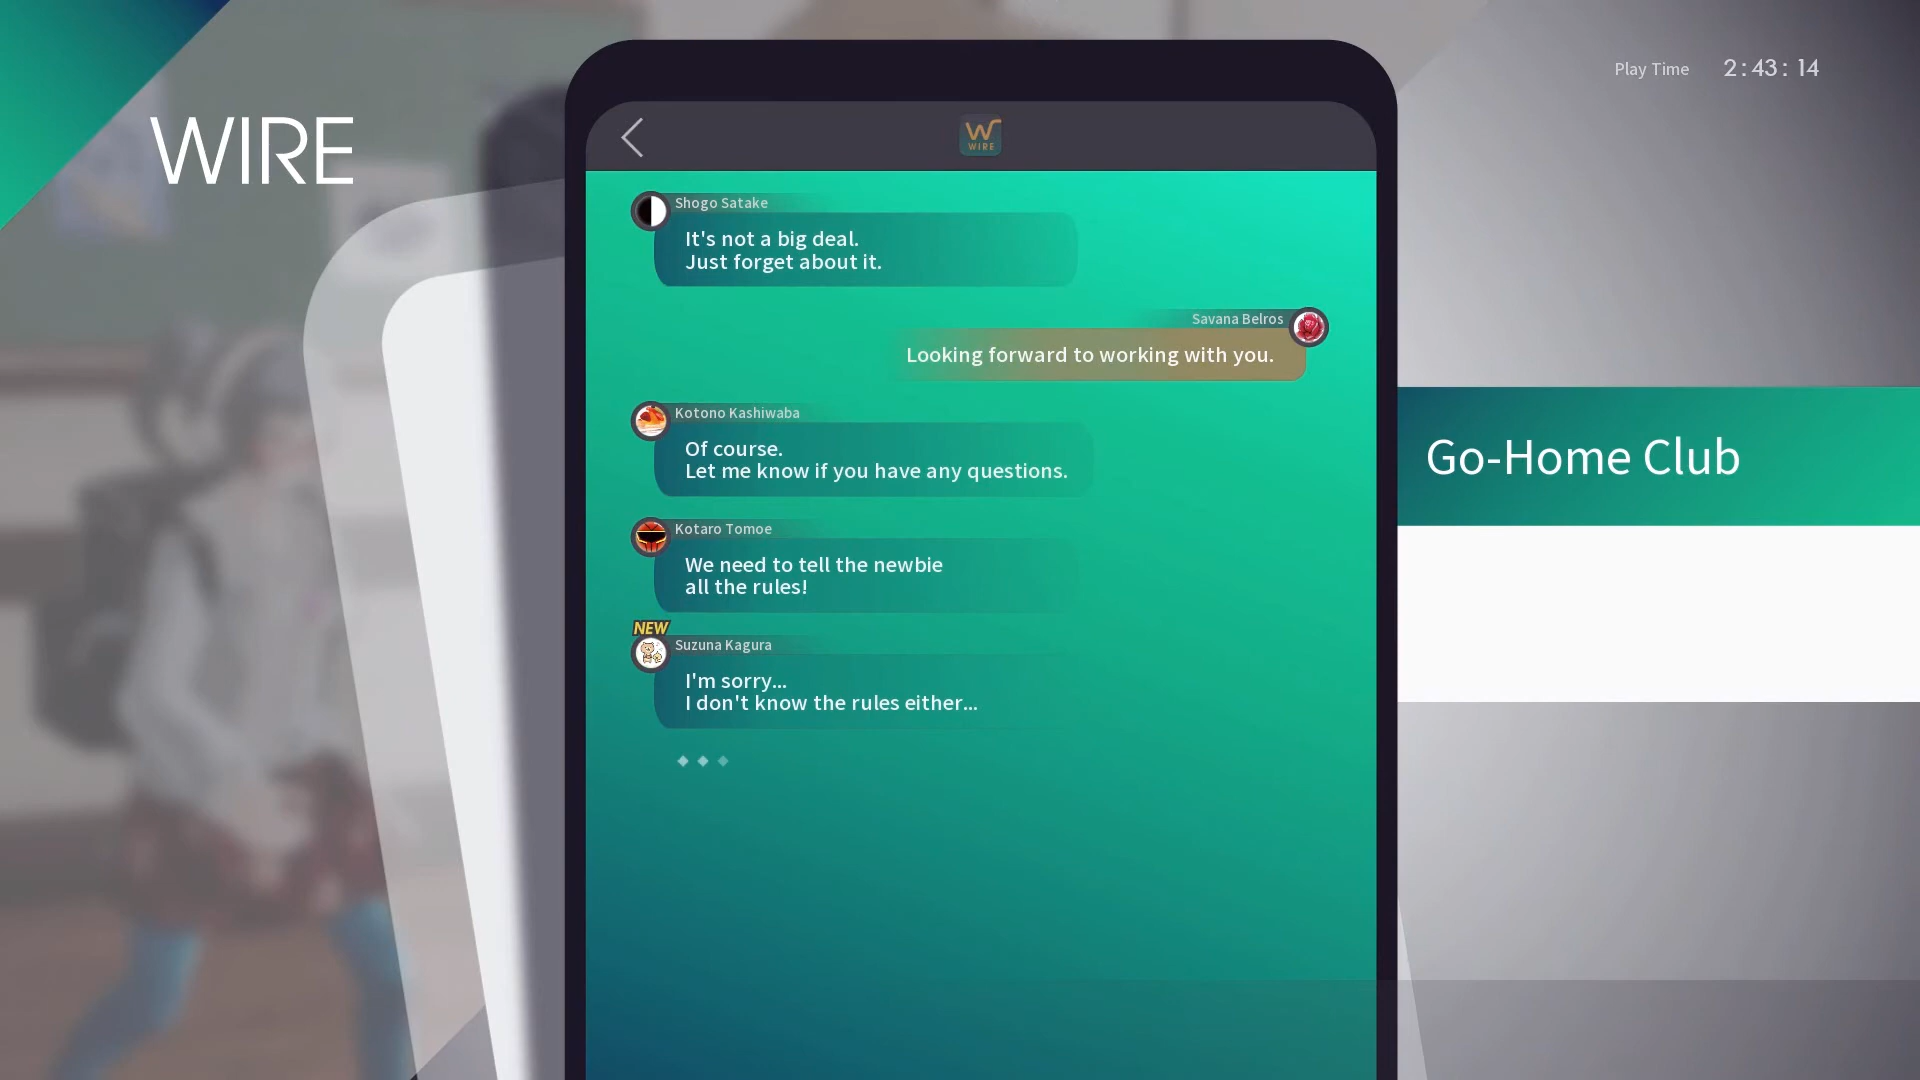 WIRE
Play Time 2:43:14
W
WIRE
Shogo Satake
It's not a big deal.
Just forget about it.
Savana Belros
Looking forward to working with you.
Kotono Kashiwaba
Of course.
Let me know if you have any questions.
Kotaro Tomoe
We need to tell the newbie
all the rules!
NEW
Suzuna Kagura
I'm sorry...
I don't know the rules either...
Go-Home Club